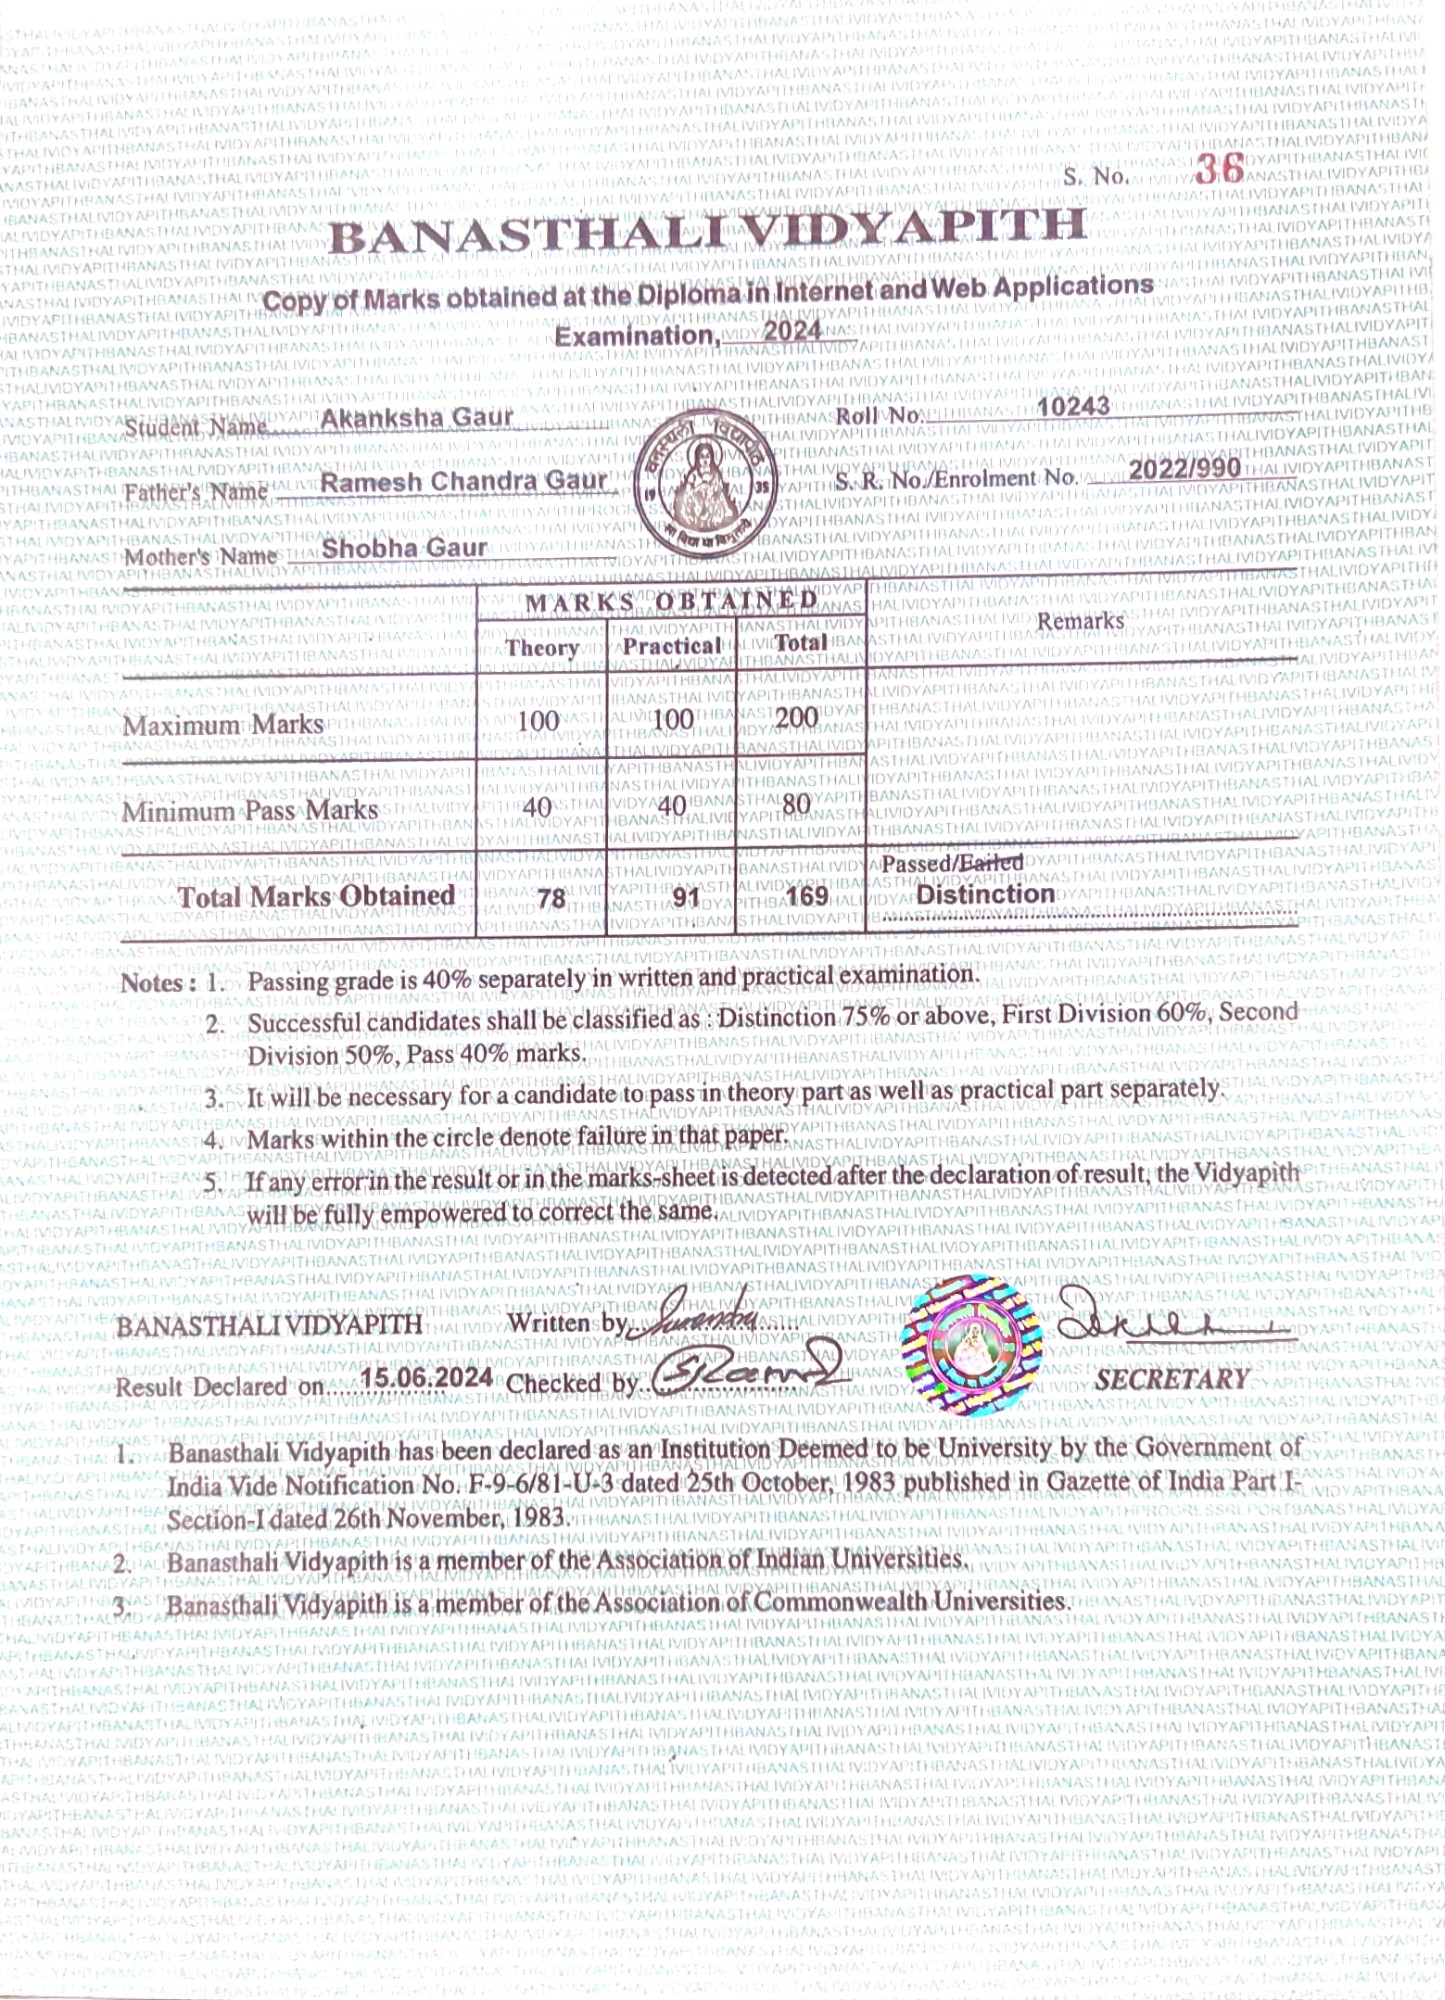 S. No. 36
BANASTHALI VIDYAPITH
Copy of Marks obtained at the Diploma in Internet and Web Applications
Examination, 2024
Student Name Akanksha Gaur
Roll No. 10243
Father's Name Ramesh Chandra Gaur
S. R. No./Enrolment No. 2022/990
Mother's Name Shobha Gaur
बनस्थली विद्यापीठ
19 35
MARKS OBTAINED
Remarks
Theory Practical Total
Maximum Marks 100 100 200
Minimum Pass Marks 40 40 80
Passed/Failed
Total Marks Obtained 78 91 169 Distinction
Notes : 1. Passing grade is 40% separately in written and practical examination.
2. Successful candidates shall be classified as : Distinction 75% or above, First Division 60%, Second
Division 50%, Pass 40% marks.
3. It will be necessary for a candidate to pass in theory part as well as practical part separately.
4. Marks within the circle denote failure in that paper.
5. If any error in the result or in the marks-sheet is detected after the declaration of result, the Vidyapith
will be fully empowered to correct the same.
BANASTHALI VIDYAPITH Written by
Result Declared on 15.06.2024 Checked by
SECRETARY
1. Banasthali Vidyapith has been declared as an Institution Deemed to be University by the Government of
India Vide Notification No. F-9-6/81-U-3 dated 25th October, 1983 published in Gazette of India Part I-
Section-I dated 26th November, 1983.
2. Banasthali Vidyapith is a member of the Association of Indian Universities.
3. Banasthali Vidyapith is a member of the Association of Commonwealth Universities.